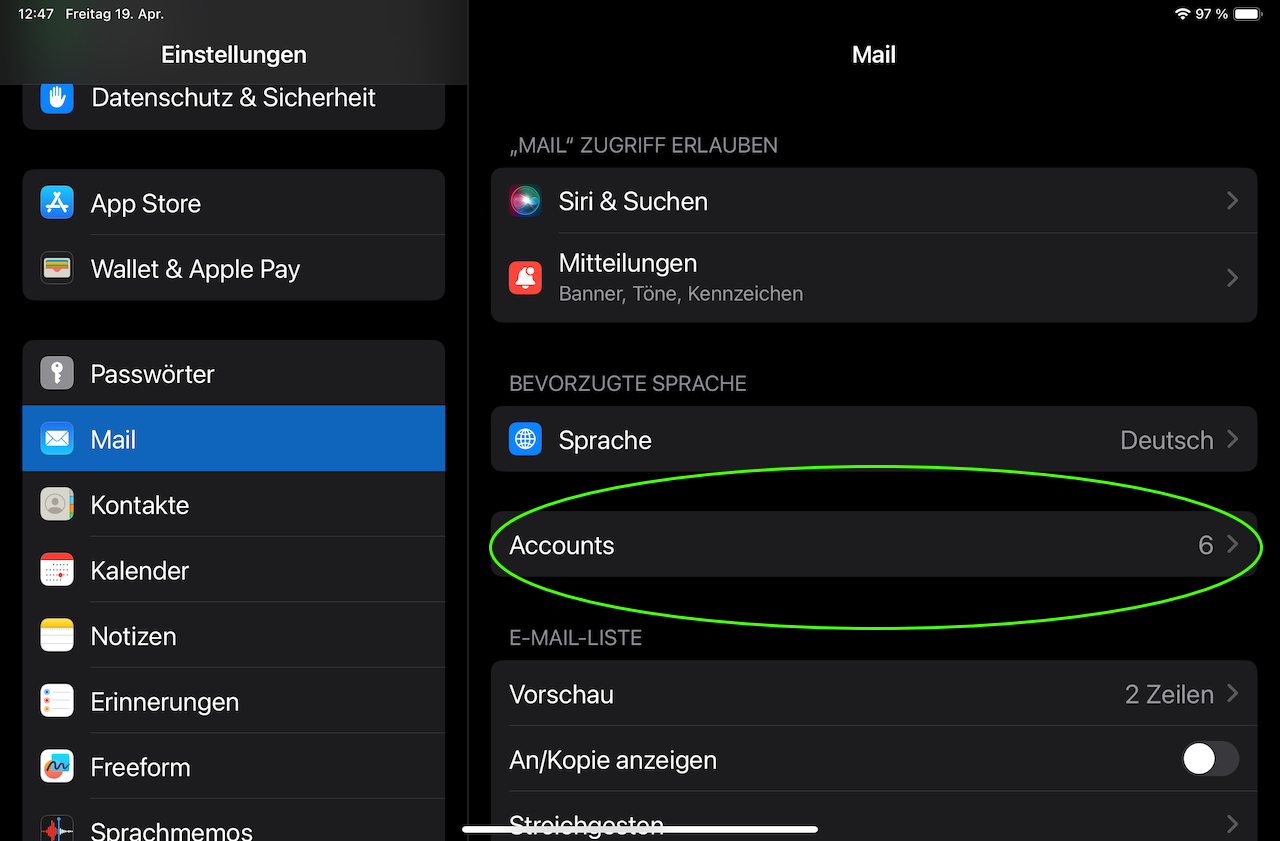 12:47 Freitag 19. Apr.
97 %
Einstellungen
Datenschutz & Sicherheit
App Store
Wallet & Apple Pay
Passwörter
Mail
Kontakte
Kalender
Notizen
Erinnerungen
Freeform
Sprachmemos
Mail
„MAIL“ ZUGRIFF ERLAUBEN
Siri & Suchen
Mitteilungen
Banner, Töne, Kennzeichen
BEVORZUGTE SPRACHE
Sprache Deutsch
Accounts 6
E-MAIL-LISTE
Vorschau 2 Zeilen
An/Kopie anzeigen
Streichgesten